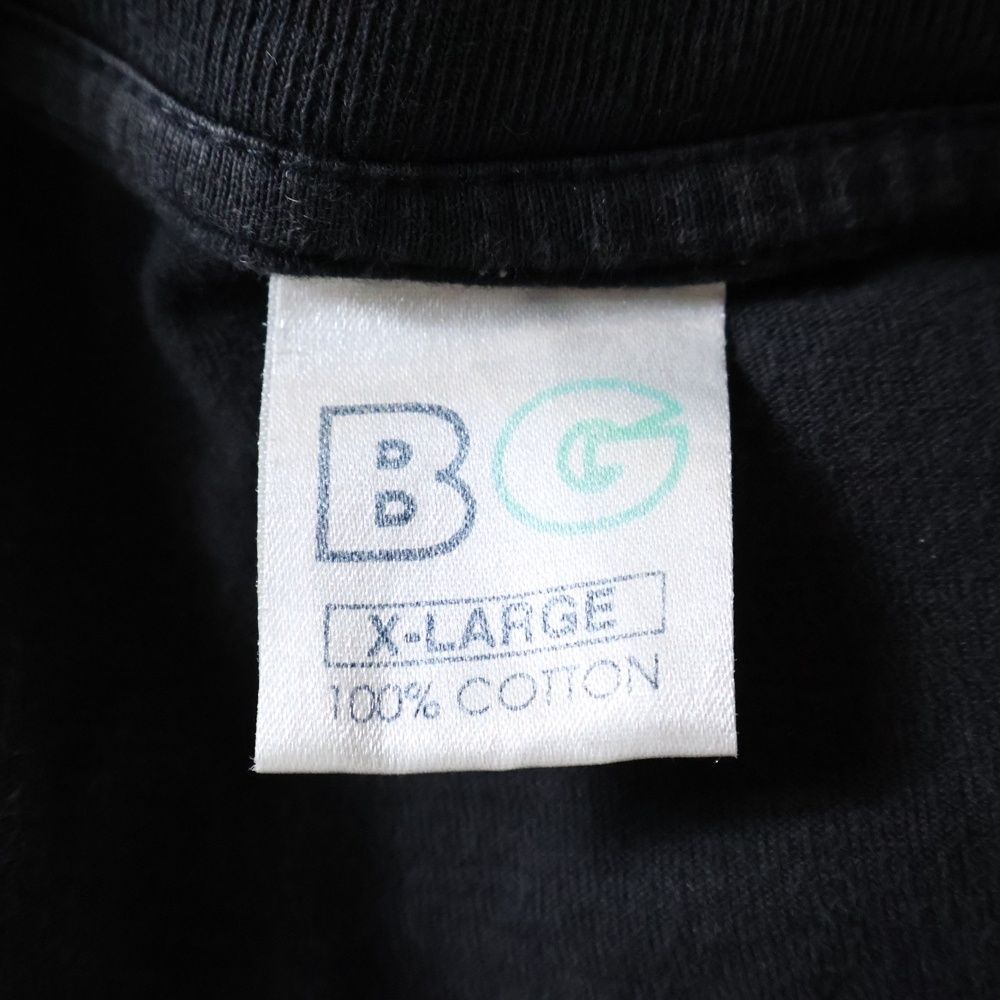 BG
X-LARGE
100% COTTON